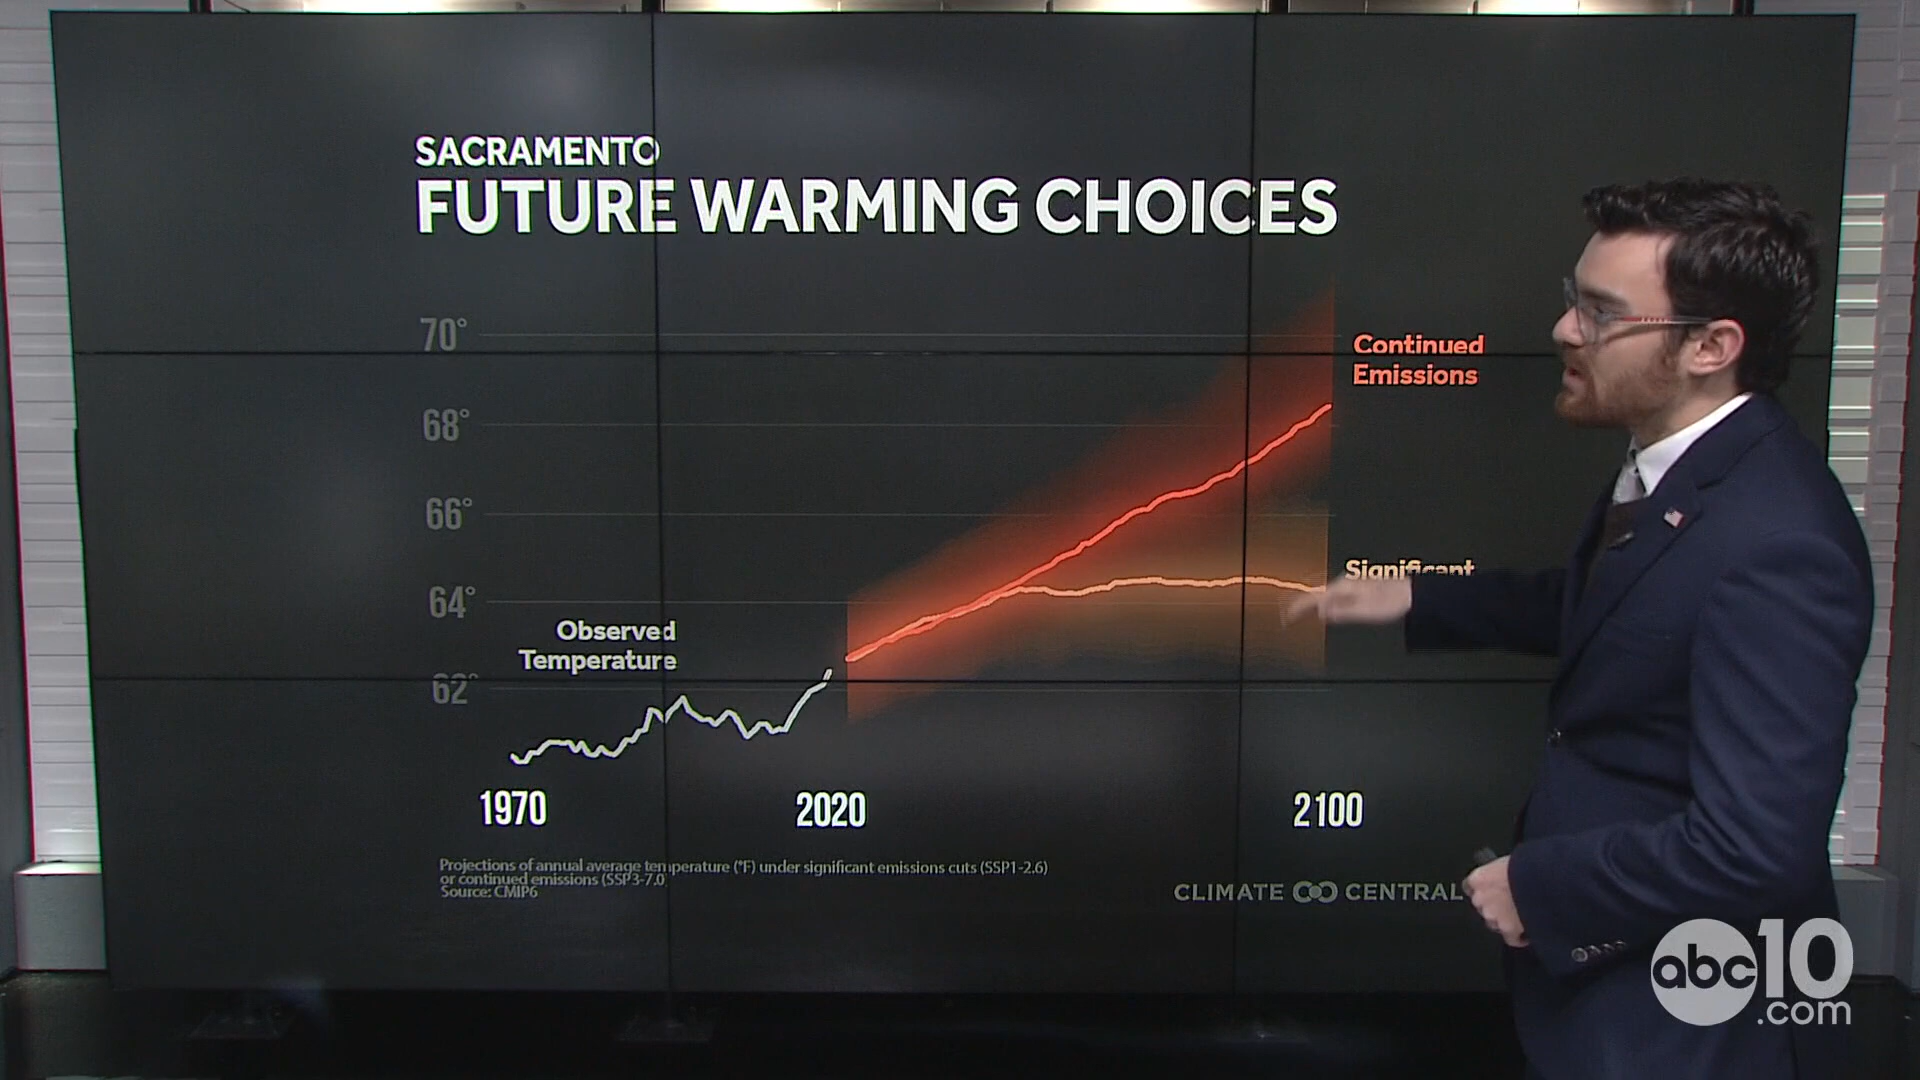 SACRAMENTO
FUTURE WARMING CHOICES
70°
Continued
Emissions
68°
66°
Significant
64°
Observed
Temperature
62°
1970
2020
2100
Projections of annual average temperature (°F) under significant emissions cuts (SSP1-2.6)
or continued emissions (SSP3-7.0)
Source: CMIP6
CLIMATE CENTRAL
abc10
.com